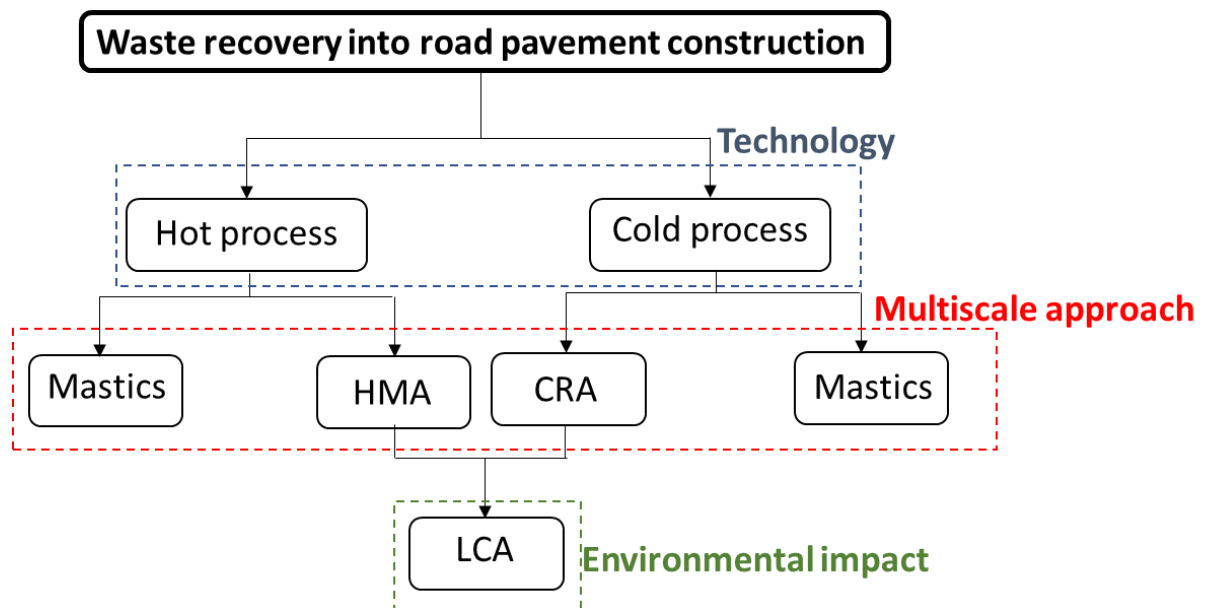 Waste recovery into road pavement construction
Technology
Hot process
Cold process
Multiscale approach
Mastics
HMA
CRA
Mastics
LCA
Environmental impact